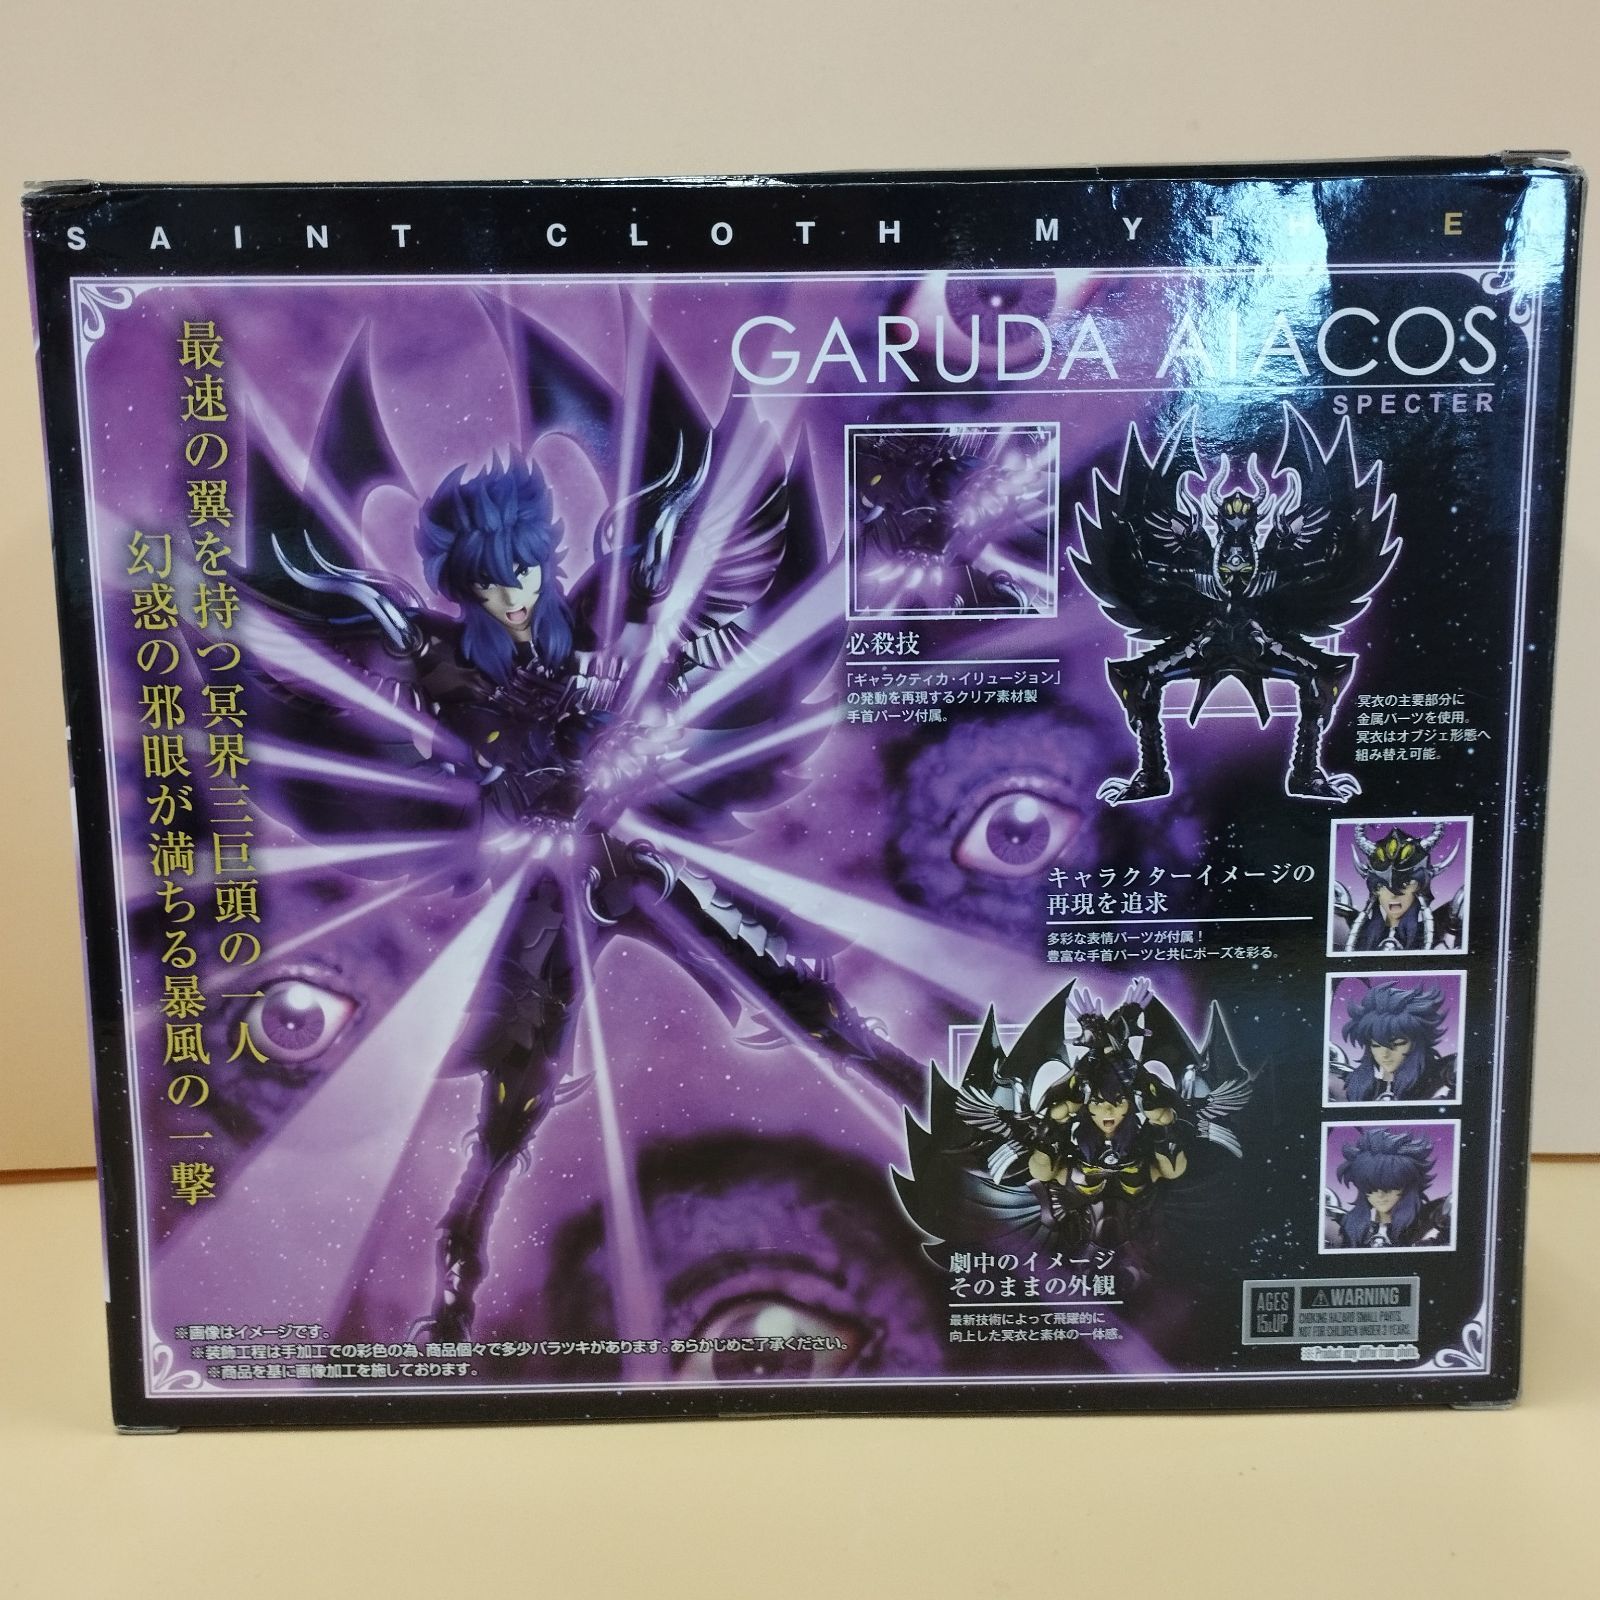 SAINT CLOTH MYTH EX
GARUDA AIACOS
SPECTER
最速の翼を持つ冥界三巨頭の一人
幻惑の邪眼が満ちる暴風の一撃
必殺技
「ギャラクティカ・イリュージョン」
の発動を再現するクリア素材製
手首パーツ付属。
冥衣の主要部分に
金属パーツを使用。
冥衣はオブジェ形態へ
組み替え可能。
キャラクターイメージの
再現を追求
多彩な表情パーツが付属！
豊富な手首パーツと共にポーズを彩る。
劇中のイメージ
そのままの外観
最新技術によって飛躍的に
向上した冥衣と素体の一体感。
AGES
15&UP
⚠WARNING
CHOKING HAZARD SMALL PARTS.
NOT FOR CHILDREN UNDER 3 YEARS.
※Product may differ from photo.
※画像はイメージです。
※装飾工程は手加工での彩色の為、商品個々で多少バラツキがあります。あらかじめご了承ください。
※商品を基に画像加工を施しております。